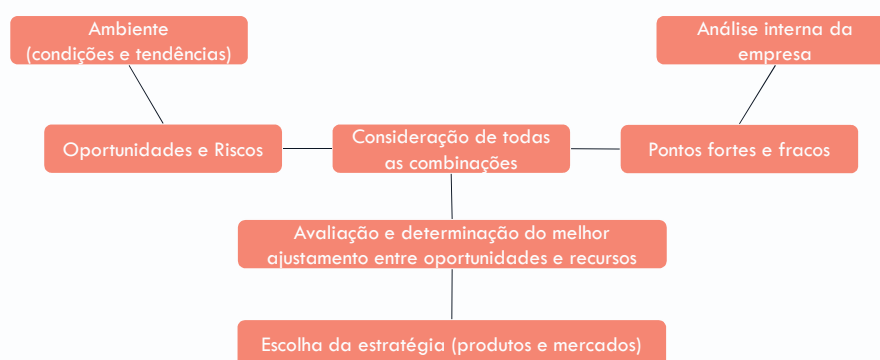 Ambiente
(condições e tendências)
Análise interna da
empresa
Oportunidades e Riscos
Consideração de todas
as combinações
Pontos fortes e fracos
Avaliação e determinação do melhor
ajustamento entre oportunidades e recursos
Escolha da estratégia (produtos e mercados)